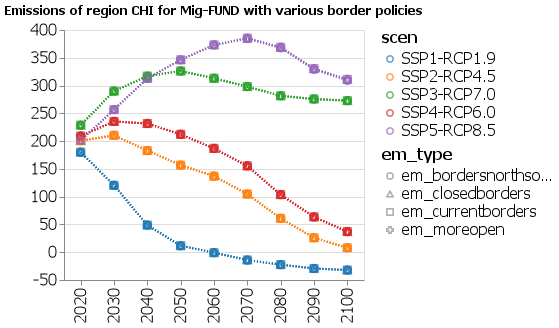 Emissions of region CHI for Mig-FUND with various border policies
400
350
300
250
200
150
100
50
0
-50
2020
2030
2040
2050
2060
2070
2080
2090
2100
scen
SSP1-RCP1.9
SSP2-RCP4.5
SSP3-RCP7.0
SSP4-RCP6.0
SSP5-RCP8.5
em_type
em_bordersnorthso...
em_closedborders
em_currentborders
em_moreopen